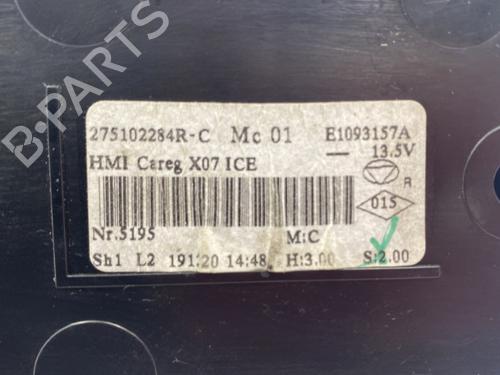 275102284R-C Mc 01 E1093157A
HMI Careg X07 ICE 13.5V
R
015
Nr.5195 M:C
Sh1 L2 191:20 14:48 H:3.00 S:2.00
B-PARTS
B-PARTS